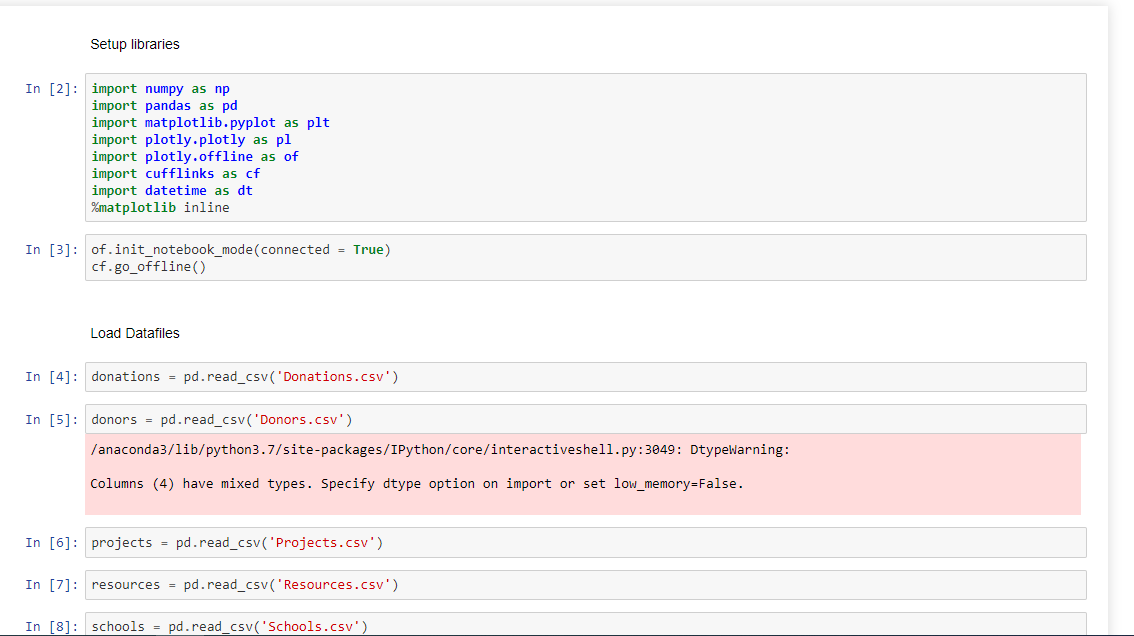 Setup libraries
In [2]: import numpy as np
import pandas as pd
import matplotlib.pyplot as plt
import plotly.plotly as pl
import plotly.offline as of
import cufflinks as cf
import datetime as dt
%matplotlib inline
In [3]: of.init_notebook_mode(connected = True)
cf.go_offline()
Load Datafiles
In [4]: donations = pd.read_csv('Donations.csv')
In [5]: donors = pd.read_csv('Donors.csv')
/anaconda3/lib/python3.7/site-packages/IPython/core/interactiveshell.py:3049: DtypeWarning:
Columns (4) have mixed types. Specify dtype option on import or set low_memory=False.
In [6]: projects = pd.read_csv('Projects.csv')
In [7]: resources = pd.read_csv('Resources.csv')
In [8]: schools = pd.read_csv('Schools.csv')